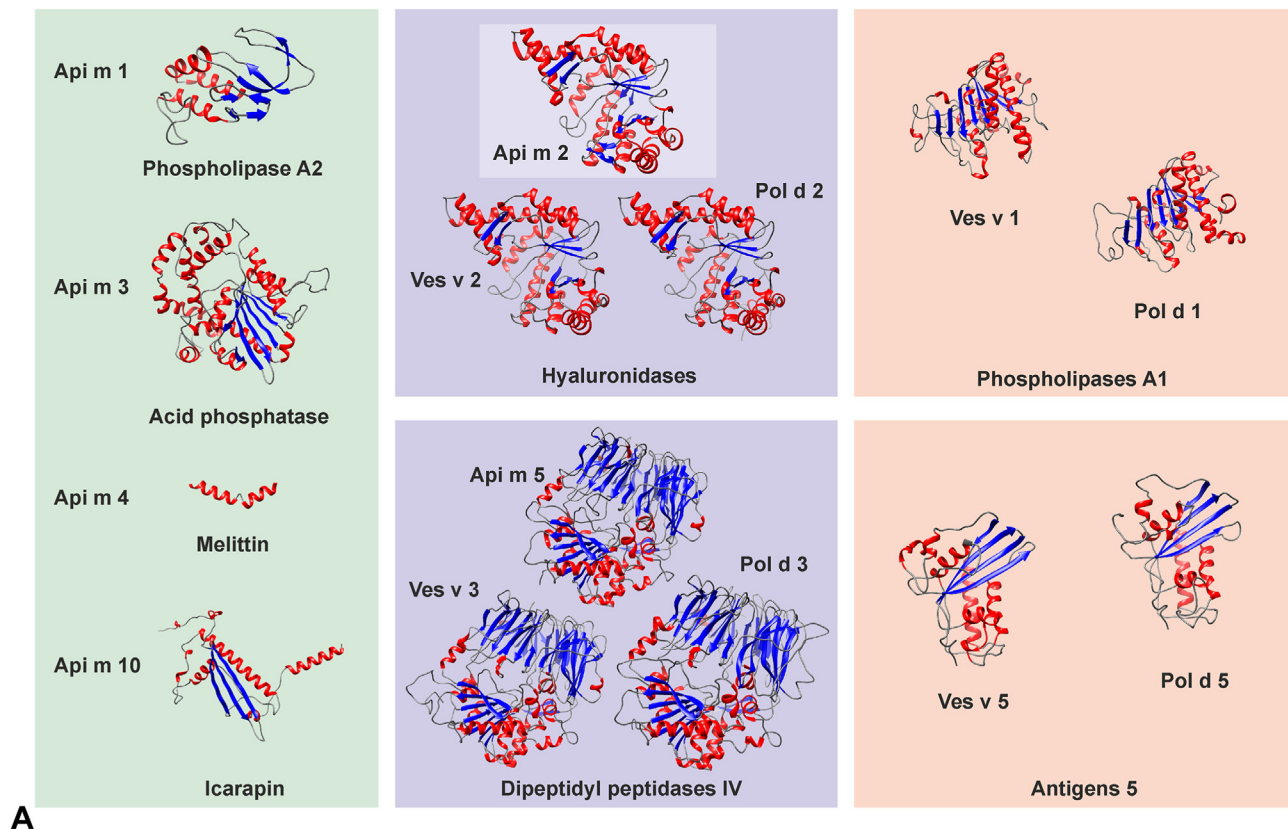 Api m 1
Phospholipase A2
Api m 3
Acid phosphatase
Api m 4
Melittin
Api m 10
Icarapin
Api m 2
Pol d 2
Ves v 2
Hyaluronidases
Api m 5
Pol d 3
Ves v 3
Dipeptidyl peptidases IV
Ves v 1
Pol d 1
Phospholipases A1
Ves v 5
Pol d 5
Antigens 5
A